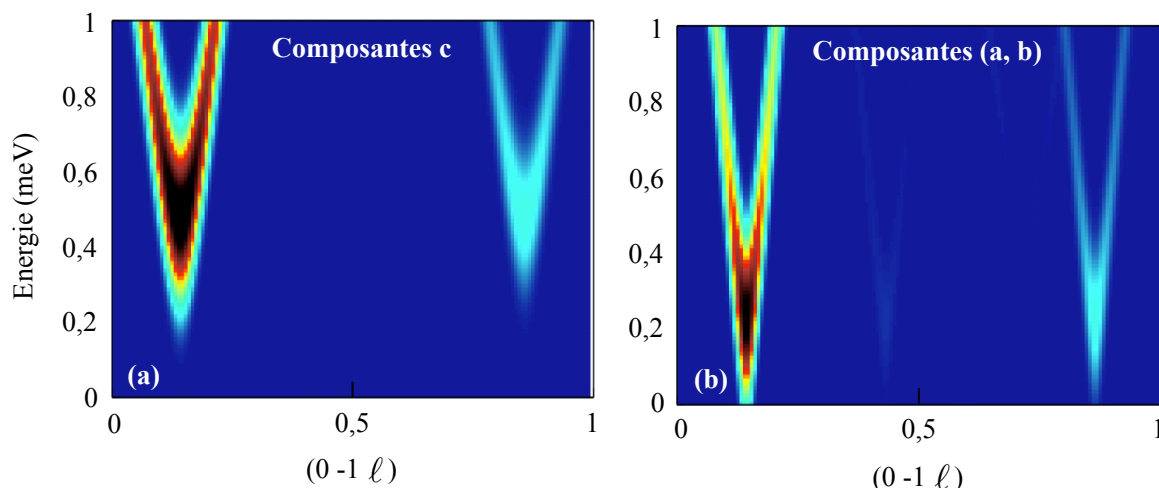 Composantes c
Energie (meV)
1
0,8
0,6
0,4
0,2
0
(a)
0
0,5
1
(0 -1 ℓ)
Composantes (a, b)
1
0,8
0,6
0,4
0,2
0
(b)
0
0,5
1
(0 -1 ℓ)